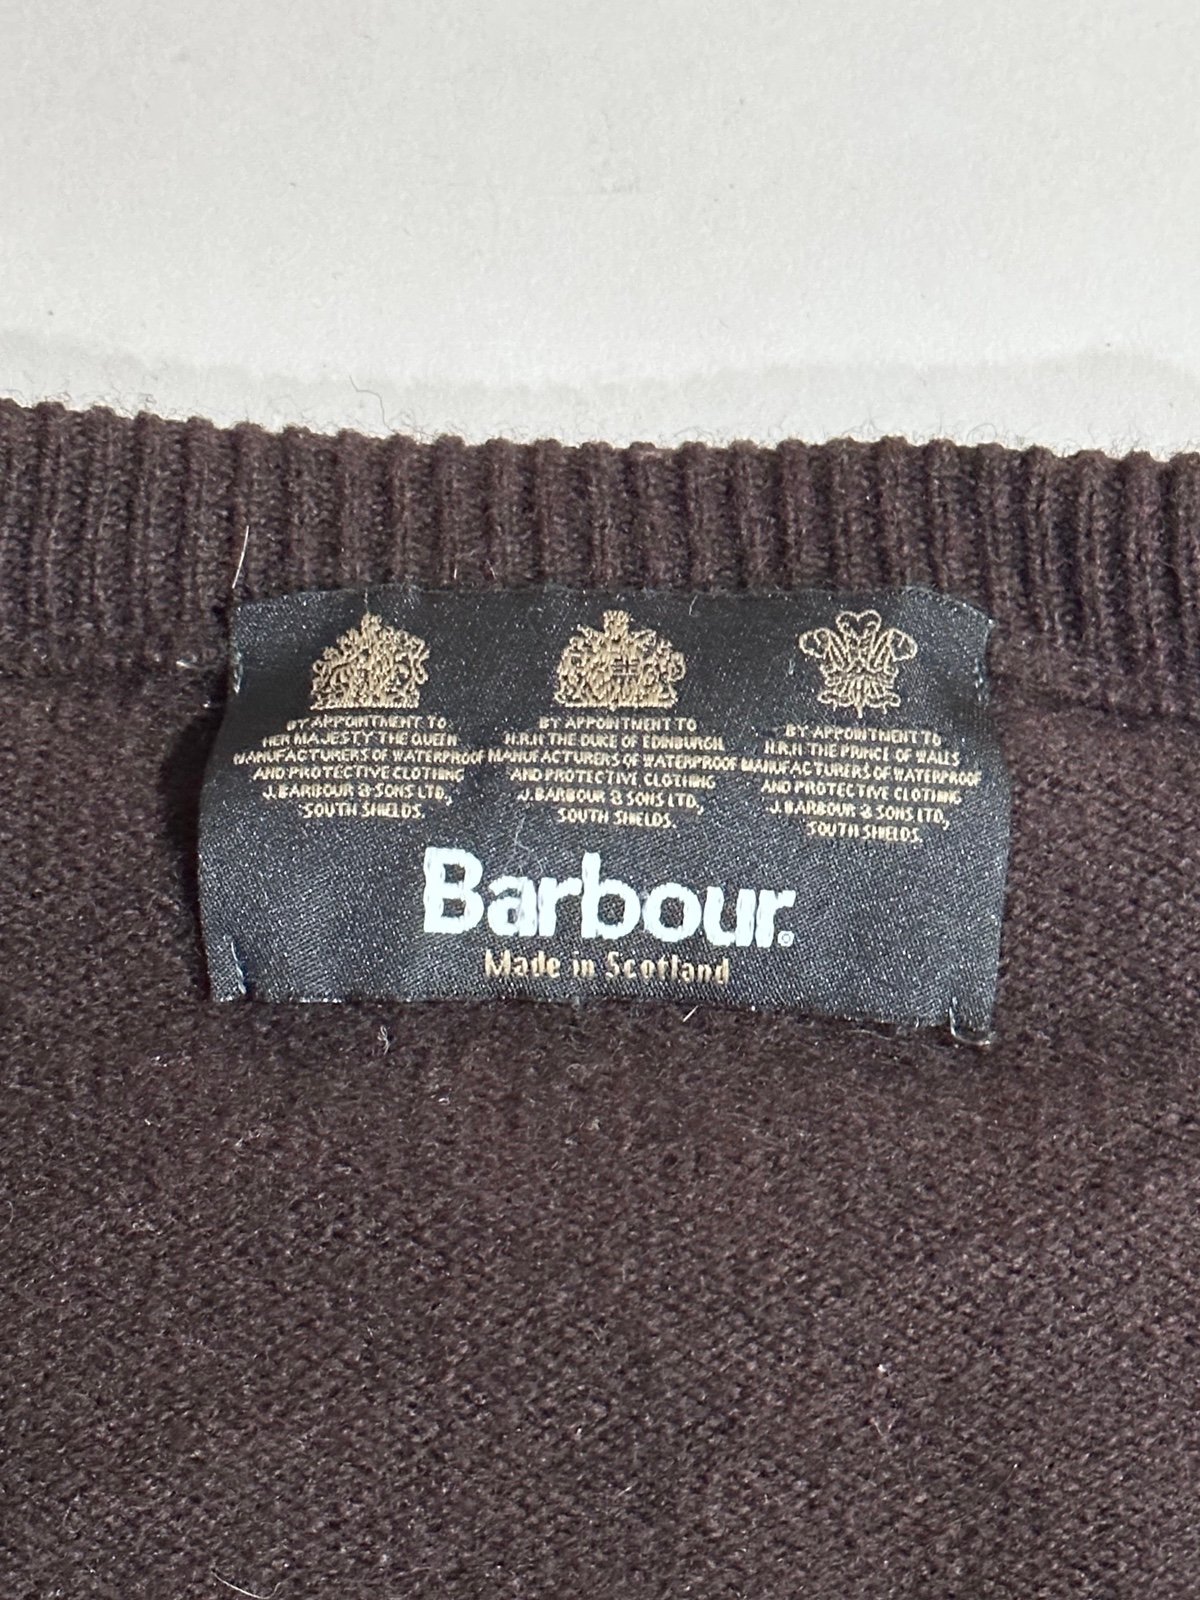 BY APPOINTMENT TO
HER MAJESTY THE QUEEN
MANUFACTURERS OF WATERPROOF
AND PROTECTIVE CLOTHING
J. BARBOUR & SONS LTD,
SOUTH SHIELDS.
BY APPOINTMENT TO
H.R.H THE DUKE OF EDINBURGH
MANUFACTURERS OF WATERPROOF
AND PROTECTIVE CLOTHING
J. BARBOUR & SONS LTD,
SOUTH SHIELDS.
BY APPOINTMENT TO
H.R.H THE PRINCE OF WALES
MANUFACTURERS OF WATERPROOF
AND PROTECTIVE CLOTHING
J. BARBOUR & SONS LTD,
SOUTH SHIELDS.
Barbour.®
Made in Scotland